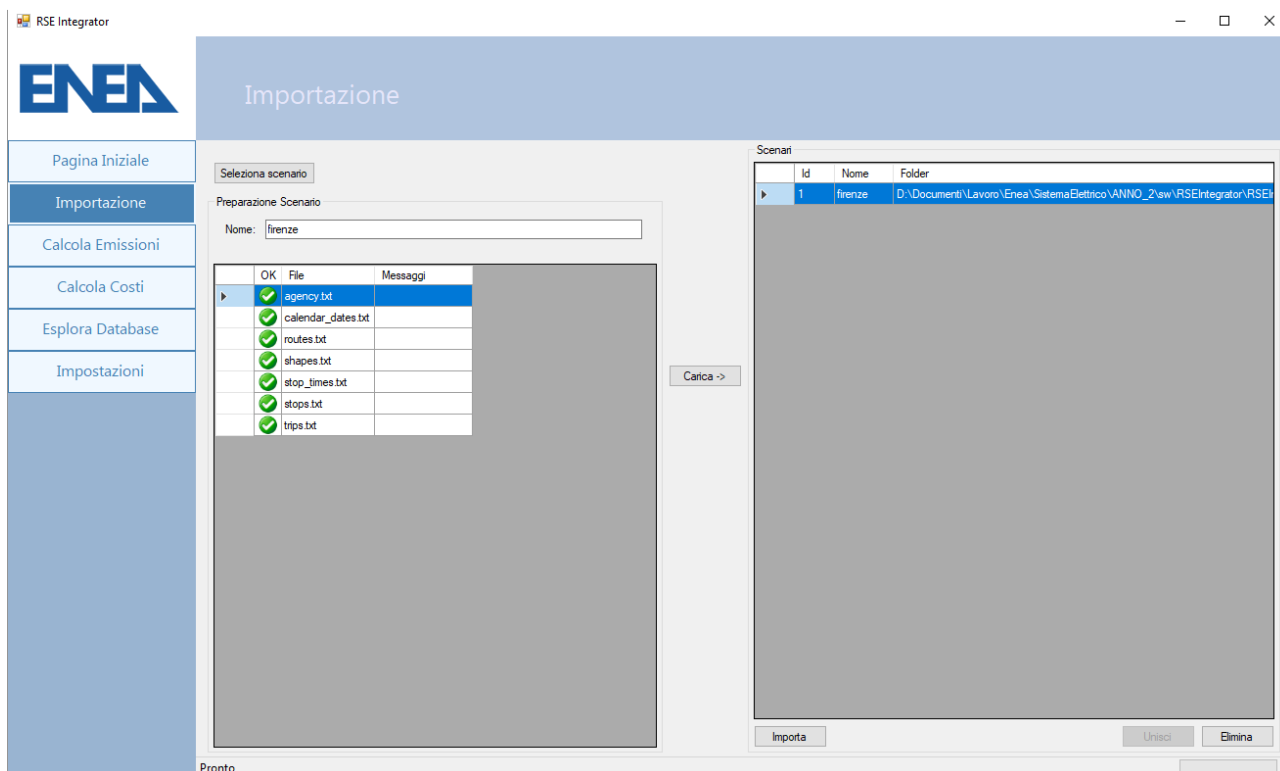 RSE Integrator
ENEA
Importazione
Pagina Iniziale
Importazione
Calcola Emissioni
Calcola Costi
Esplora Database
Impostazioni
Seleziona scenario
Preparazione Scenario
Nome: firenze
OK File Messaggi
agency.txt
calendar_dates.txt
routes.txt
shapes.txt
stop_times.txt
stops.txt
trips.txt
Carica ->
Scenari
Id Nome Folder
1 firenze D:\Documenti\Lavoro\Enea\SistemaElettrico\ANNO_2\sw\RSEIntegrator\
Importa Unisci Elimina
Pronto